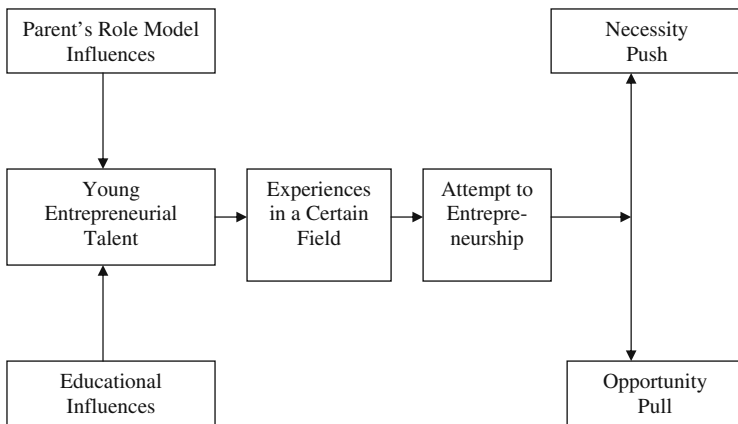 Parent's Role Model
Influences
Necessity
Push
Young
Entrepreneurial
Talent
Experiences
in a Certain
Field
Attempt to
Entrepre-
neurship
Educational
Influences
Opportunity
Pull